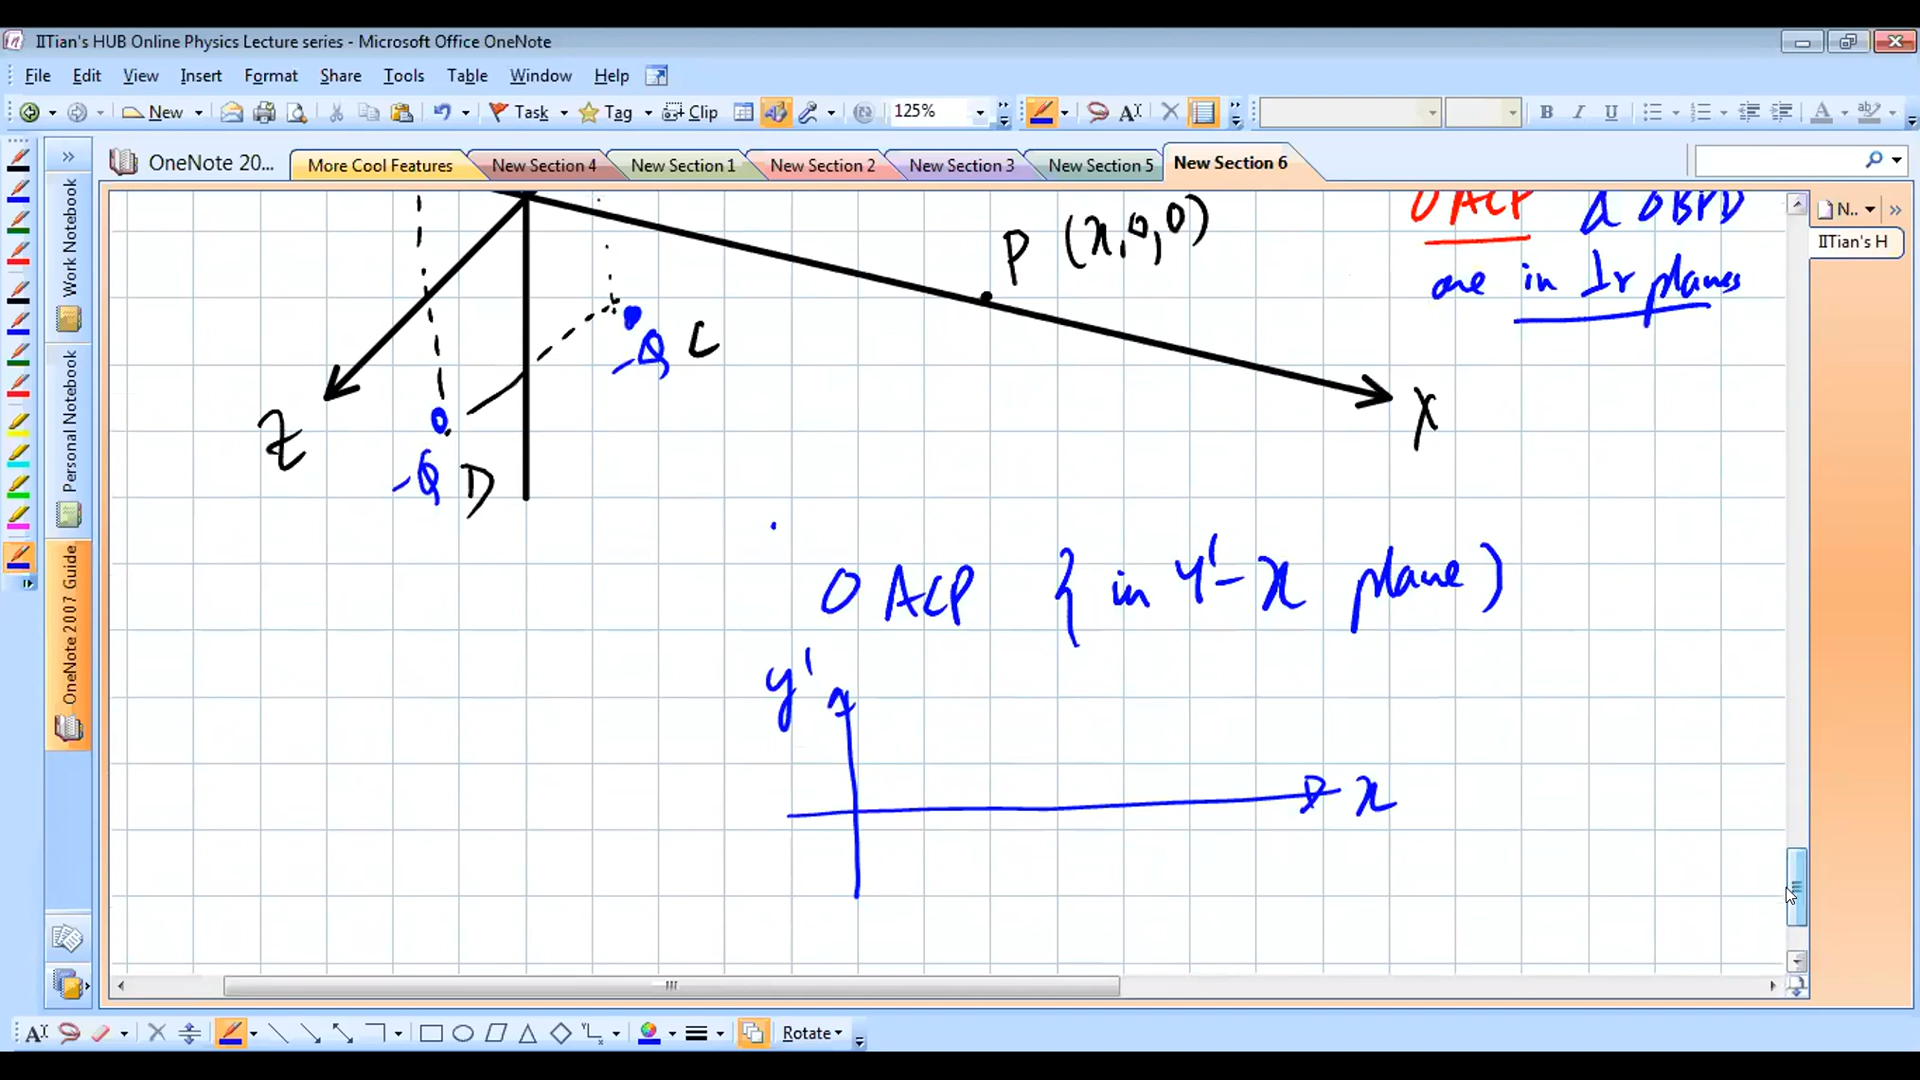 IITian's HUB Online Physics Lecture series - Microsoft Office OneNote
File Edit View Insert Format Share Tools Table Window Help
New Task Tag Clip 125% B I U A ab
OneNote 20... More Cool Features New Section 4 New Section 1 New Section 2 New Section 3 New Section 5 New Section 6
N..
IITian's H
Work Notebook
Personal Notebook
OneNote 2007 Guide
OACP & OBPD
are in ⊥r planes
P (x,0,0)
-Q C
X
Z
-Q D
OACP { in Y'-x plane )
y'
x
Rotate